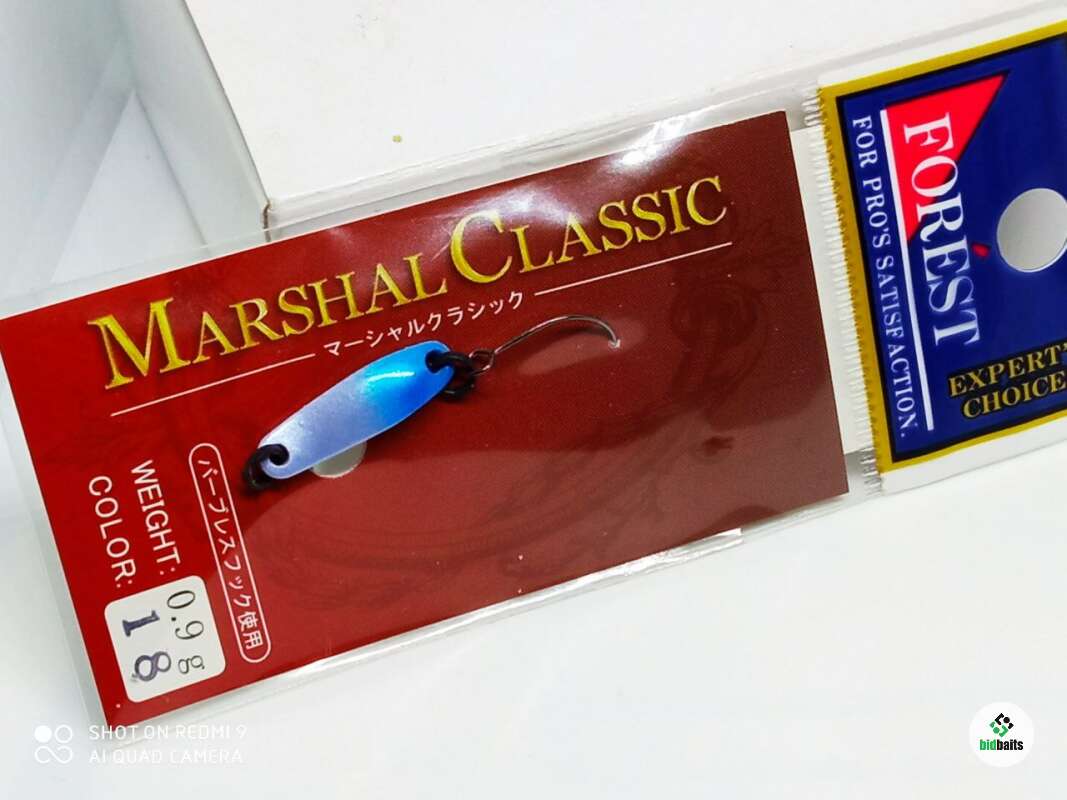 MARSHAL CLASSIC
マーシャルクラシック
バーブレスフック使用
WEIGHT: 0.9g
COLOR: 18
FORÉST
FOR PRO'S SATISFACTION.
EXPERT'
CHOICE
SHOT ON REDMI 9
AI QUAD CAMERA
bidbaits